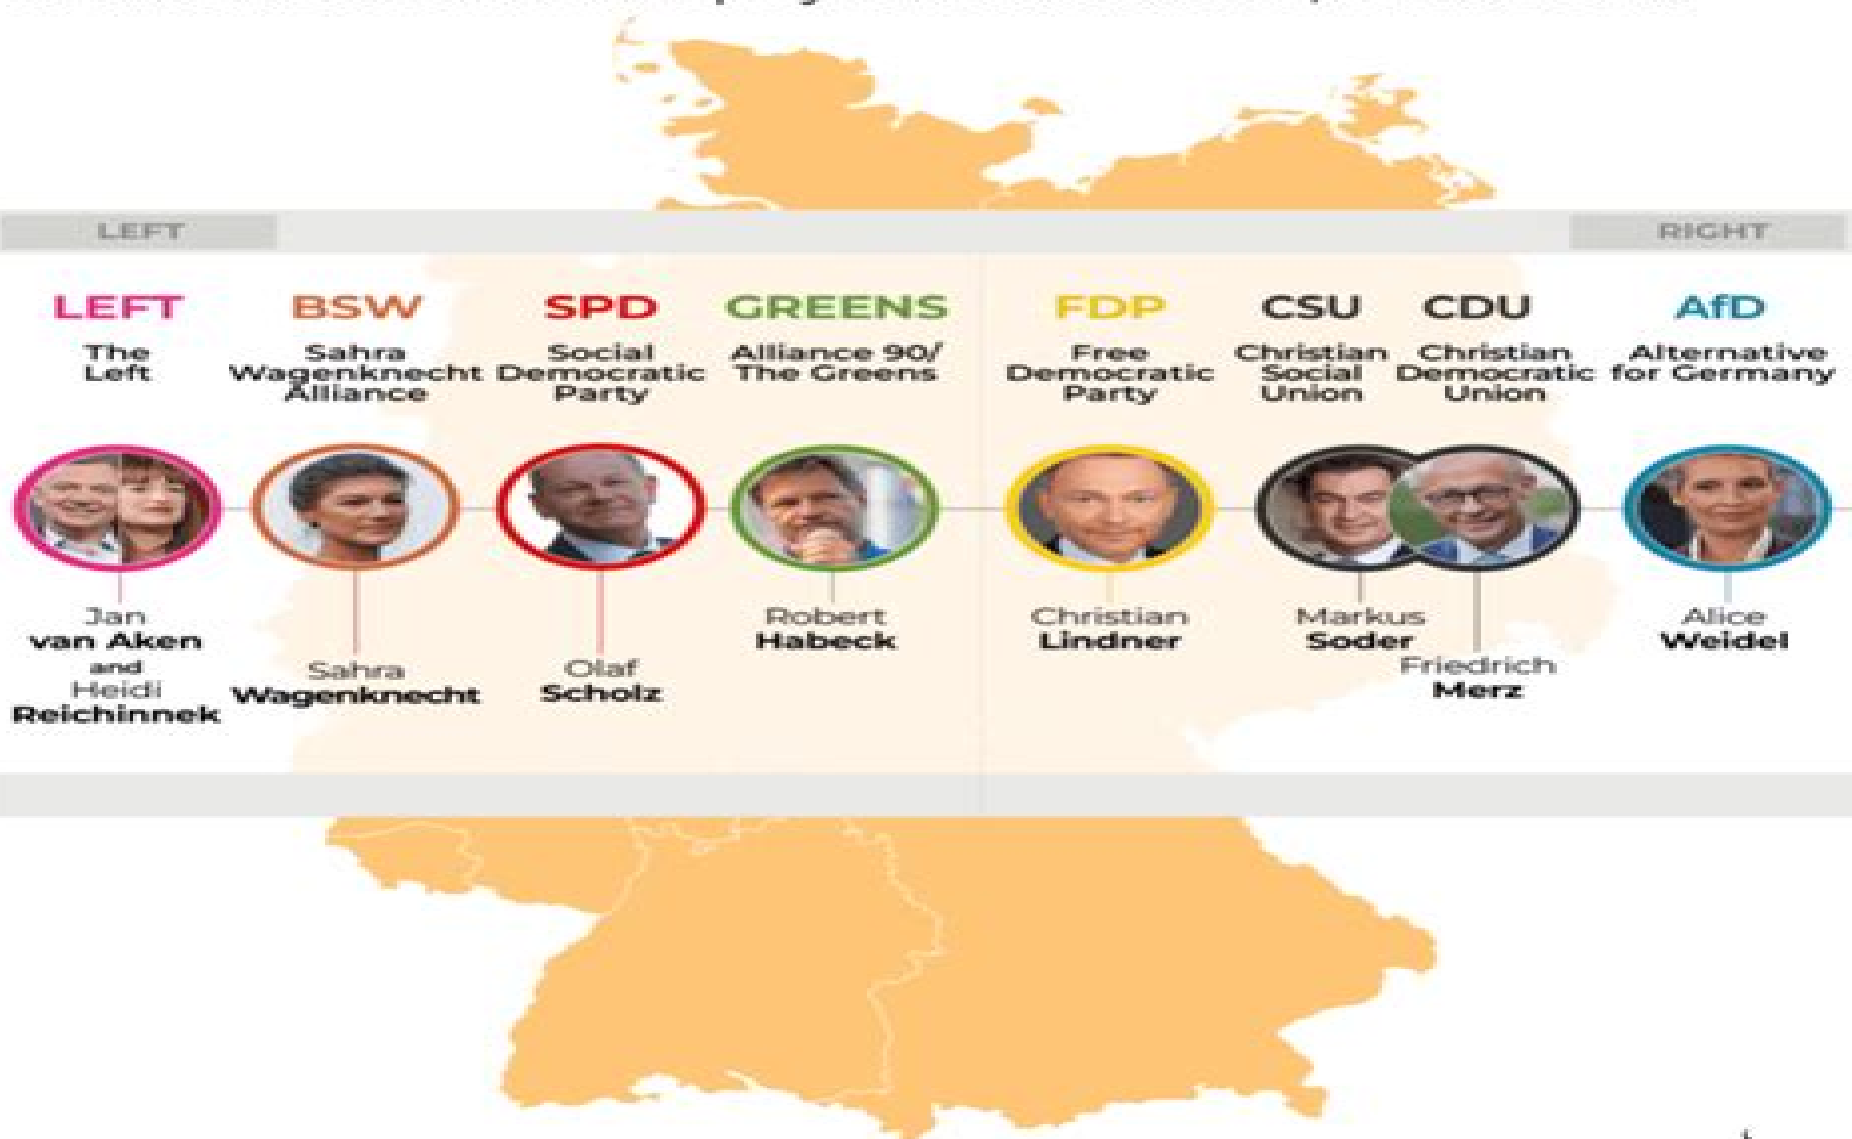 LEFT
RIGHT
LEFT
The
Left
BSW
Sahra
Wagenknecht
Alliance
SPD
Social
Democratic
Party
GREENS
Alliance 90/
The Greens
FDP
Free
Democratic
Party
CSU
Christian
Social
Union
CDU
Christian
Democratic
Union
AfD
Alternative
for Germany
Jan
van Aken
and
Heidi
Reichinnek
Sahra
Wagenknecht
Olaf
Scholz
Robert
Habeck
Christian
Lindner
Markus
Soder
Friedrich
Merz
Alice
Weidel